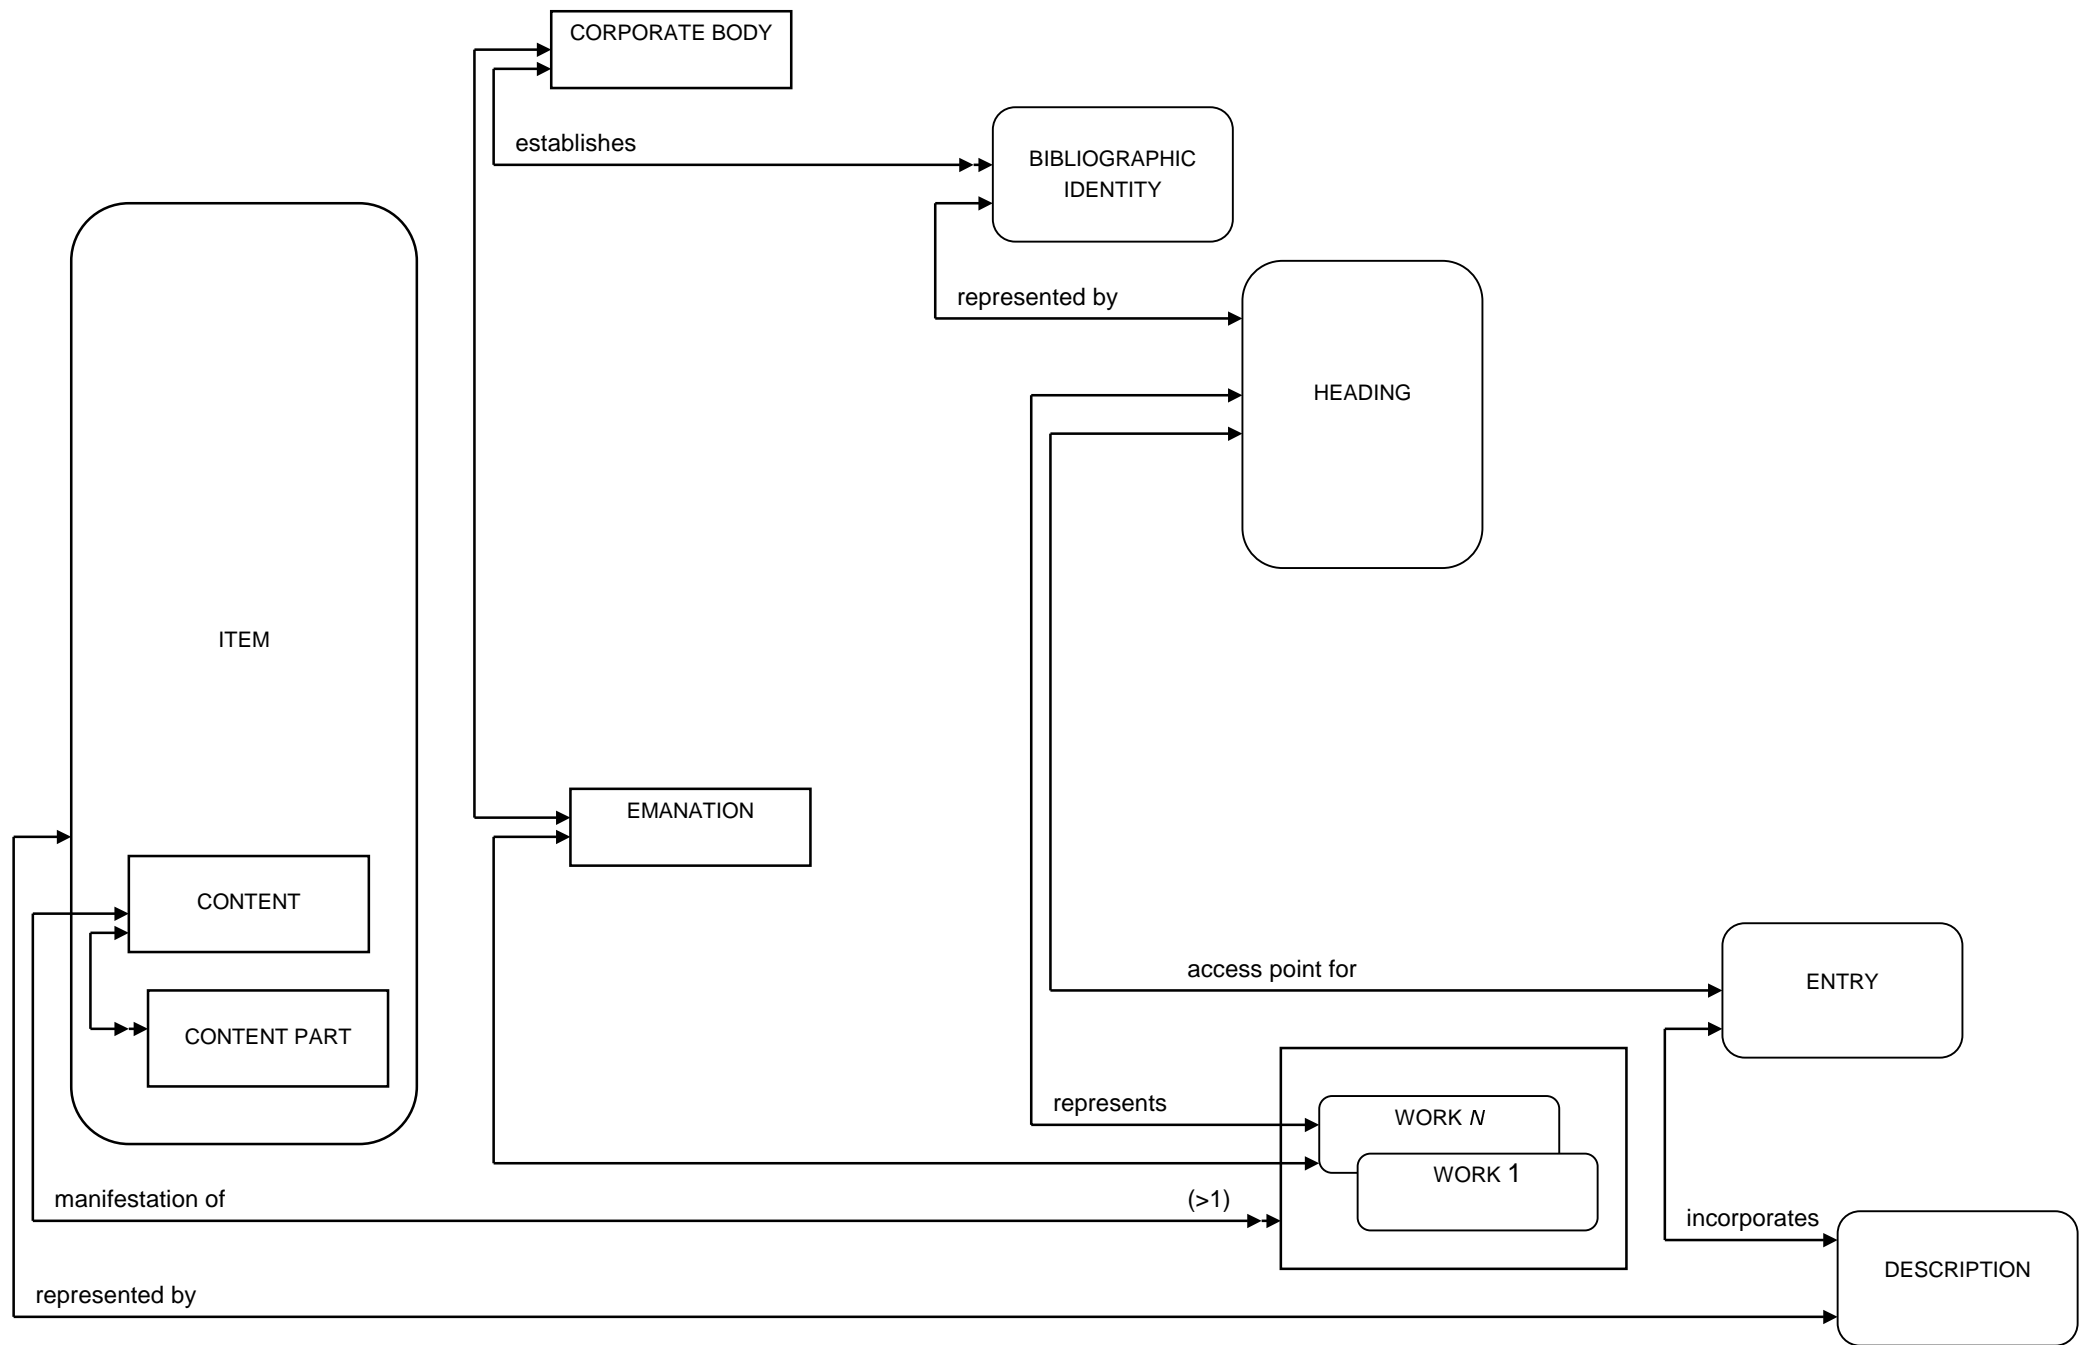 CORPORATE BODY
establishes
BIBLIOGRAPHIC
IDENTITY
represented by
HEADING
ITEM
EMANATION
CONTENT
access point for
ENTRY
CONTENT PART
represents
WORK N
WORK 1
manifestation of
(>1)
incorporates
DESCRIPTION
represented by